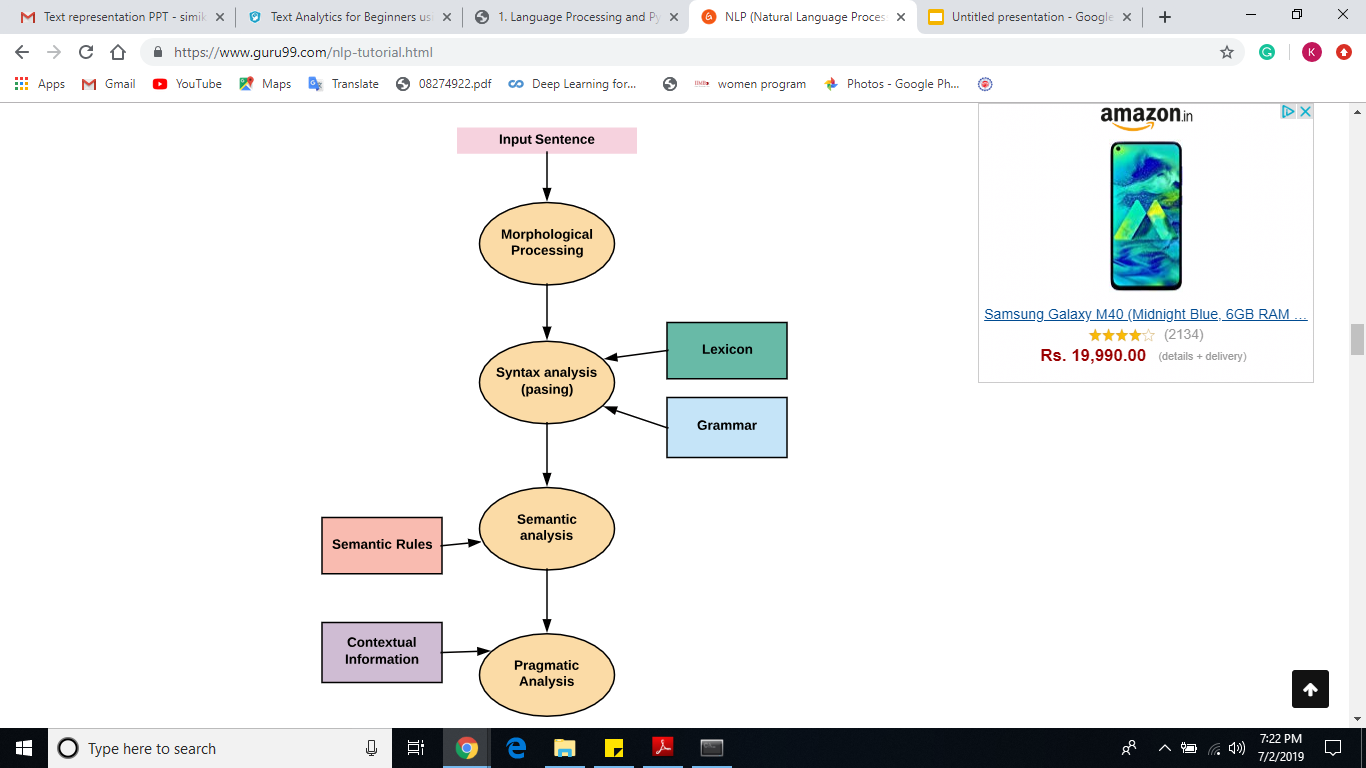 Text representation PPT - simik
Text Analytics for Beginners usi
1. Language Processing and Py
NLP (Natural Language Process
Untitled presentation - Google
https://www.guru99.com/nlp-tutorial.html
K
Apps
Gmail
YouTube
Maps
Translate
08274922.pdf
Deep Learning for...
women program
Photos - Google Ph...
Input Sentence
Morphological
Processing
Syntax analysis
(pasing)
Lexicon
Grammar
Semantic
analysis
Semantic Rules
Contextual
Information
Pragmatic
Analysis
amazon.in
Samsung Galaxy M40 (Midnight Blue, 6GB RAM ...
(2134)
Rs. 19,990.00 (details + delivery)
Type here to search
7:22 PM
7/2/2019